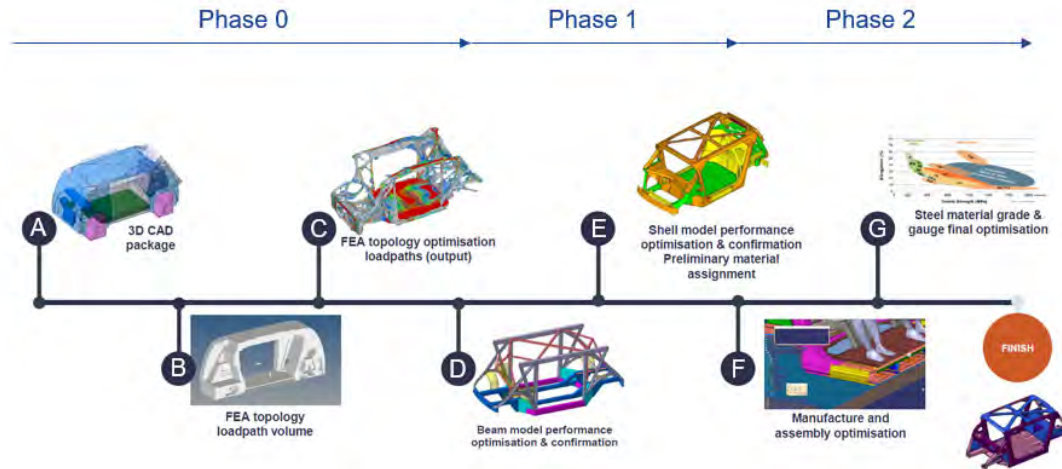 Phase 0
Phase 1
Phase 2
A
3D CAD
package
C
FEA topology optimisation
loadpaths (output)
E
Shell model performance
optimisation & confirmation
Preliminary material
assignment
G
Steel material grade &
gauge final optimisation
B
FEA topology
loadpath volume
D
Beam model performance
optimisation & confirmation
F
Manufacture and
assembly optimisation
FINISH